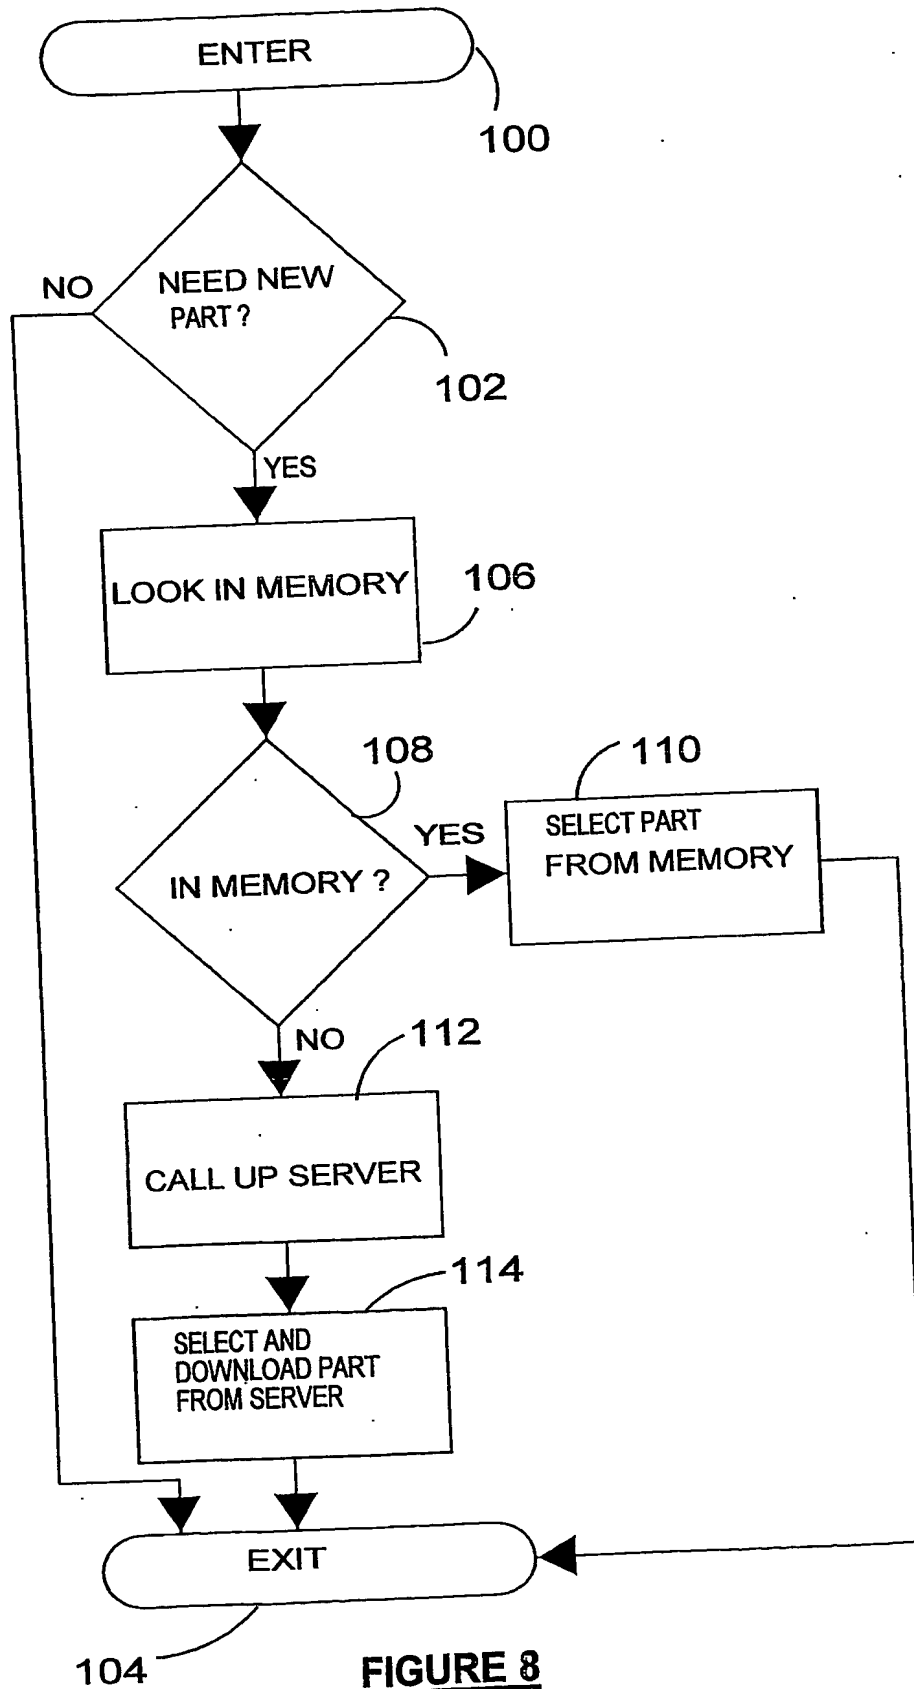 ENTER
100
NEED NEW
PART ?
NO
102
YES
LOOK IN MEMORY
106
108
IN MEMORY ?
YES
110
SELECT PART
FROM MEMORY
NO
112
CALL UP SERVER
114
SELECT AND
DOWNLOAD PART
FROM SERVER
EXIT
104
FIGURE 8